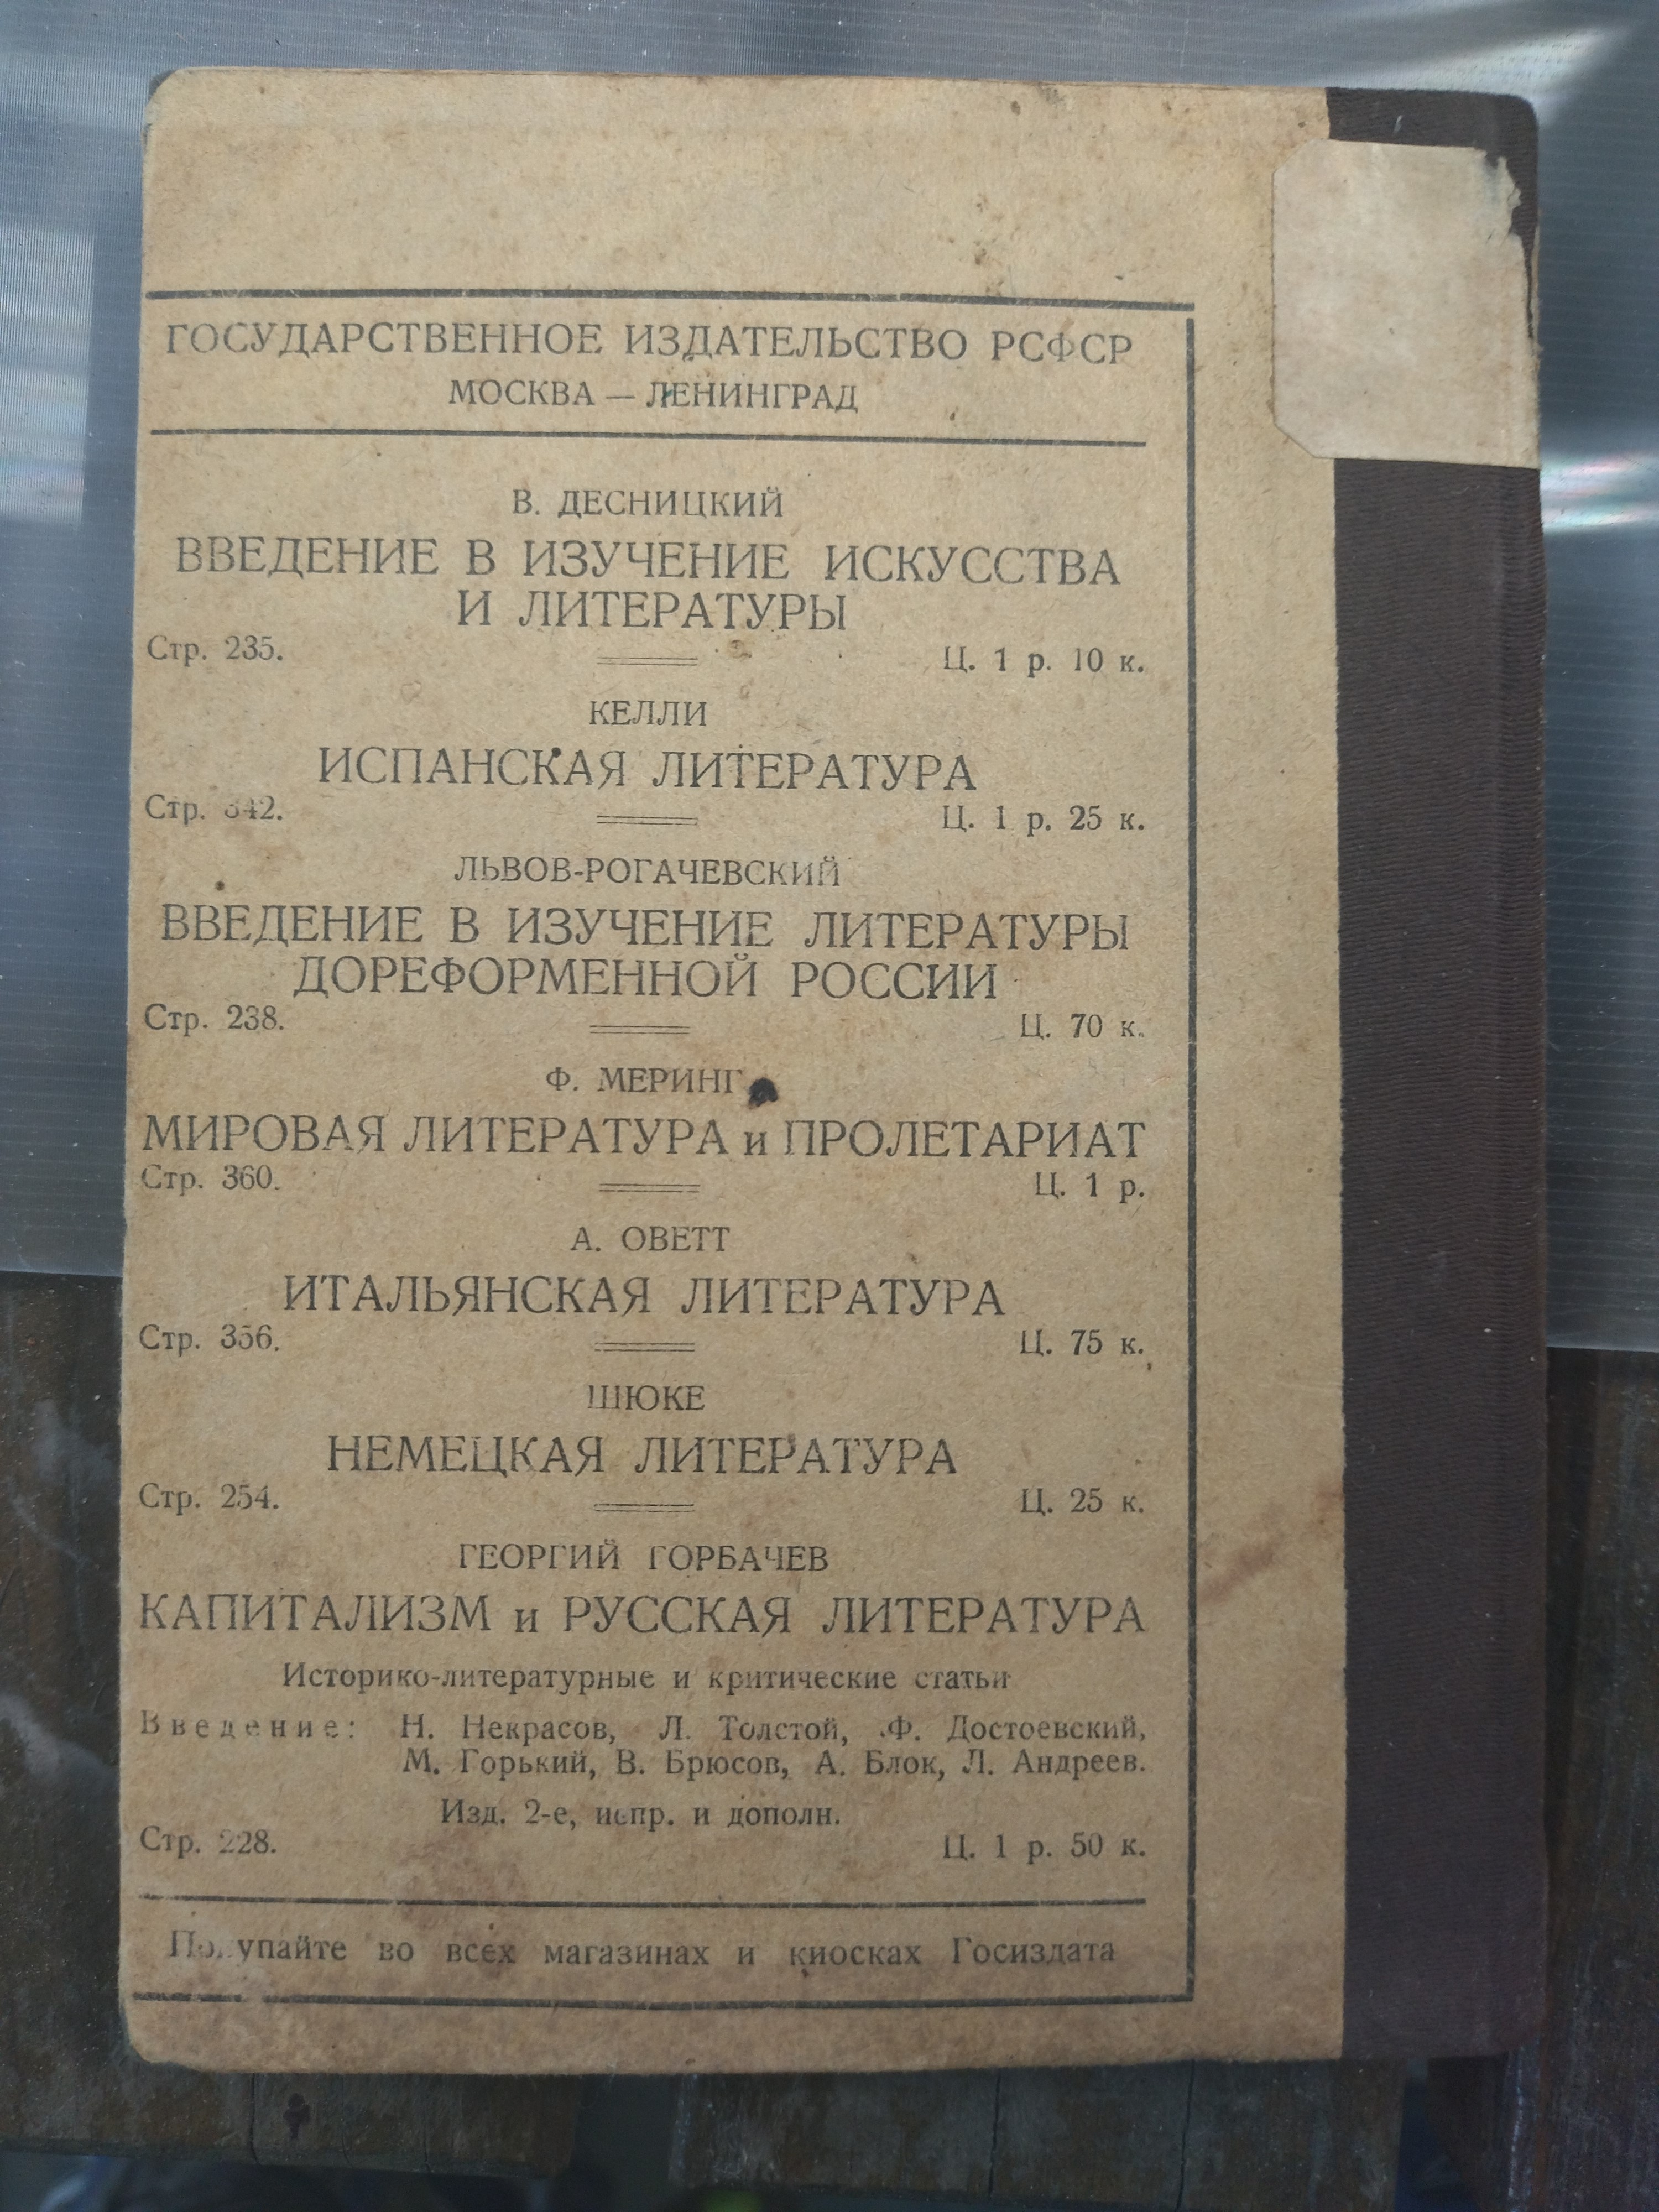 ГОСУДАРСТВЕННОЕ ИЗДАТЕЛЬСТВО РСФСР
МОСКВА — ЛЕНИНГРАД
В. ДЕСНИЦКИЙ
ВВЕДЕНИЕ В ИЗУЧЕНИЕ ИСКУССТВА
И ЛИТЕРАТУРЫ
Стр. 235. Ц. 1 р. 10 к.
КЕЛЛИ
ИСПАНСКАЯ ЛИТЕРАТУРА
Стр. Ц. 1 р. 25 к.
ЛЬВОВ-РОГАЧЕВСКИЙ
ВВЕДЕНИЕ В ИЗУЧЕНИЕ ЛИТЕРАТУРЫ
ДОРЕФОРМЕННОЙ РОССИИ
Стр. 238. Ц. 70 к.
Ф. МЕРИНГ
МИРОВАЯ ЛИТЕРАТУРА и ПРОЛЕТАРИАТ
Стр. 360. Ц. 1 р.
А. ОВЕТТ
ИТАЛЬЯНСКАЯ ЛИТЕРАТУРА
Стр. 356. Ц. 75 к.
ШЮКЕ
НЕМЕЦКАЯ ЛИТЕРАТУРА
Стр. 254. Ц. 25 к.
ГЕОРГИЙ ГОРБАЧЕВ
КАПИТАЛИЗМ и РУССКАЯ ЛИТЕРАТУРА
Историко-литературные и критические статьи
Введение: Н. Некрасов, Л. Толстой, Ф. Достоевский,
М. Горький, В. Брюсов, А. Блок, Л. Андреев.
Изд. 2-е, испр. и дополн.
Стр. 228. Ц. 1 р. 50 к.
Покупайте во всех магазинах и киосках Госиздата